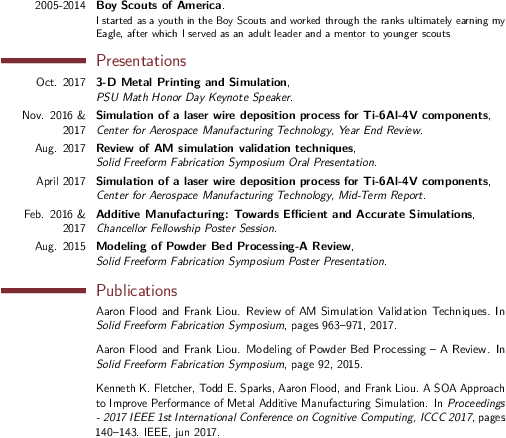 2005-2014 Boy Scouts of America.
I started as a youth in the Boy Scouts and worked through the ranks ultimately earning my
Eagle, after which I served as an adult leader and a mentor to younger scouts
Presentations
Oct. 2017 3-D Metal Printing and Simulation,
PSU Math Honor Day Keynote Speaker.
Nov. 2016 & Simulation of a laser wire deposition process for Ti-6Al-4V components,
2017 Center for Aerospace Manufacturing Technology, Year End Review.
Aug. 2017 Review of AM simulation validation techniques,
Solid Freeform Fabrication Symposium Oral Presentation.
April 2017 Simulation of a laser wire deposition process for Ti-6Al-4V components,
Center for Aerospace Manufacturing Technology, Mid-Term Report.
Feb. 2016 & Additive Manufacturing: Towards Efficient and Accurate Simulations,
2017 Chancellor Fellowship Poster Session.
Aug. 2015 Modeling of Powder Bed Processing-A Review,
Solid Freeform Fabrication Symposium Poster Presentation.
Publications
Aaron Flood and Frank Liou. Review of AM Simulation Validation Techniques. In
Solid Freeform Fabrication Symposium, pages 963–971, 2017.
Aaron Flood and Frank Liou. Modeling of Powder Bed Processing – A Review. In
Solid Freeform Fabrication Symposium, page 92, 2015.
Kenneth K. Fletcher, Todd E. Sparks, Aaron Flood, and Frank Liou. A SOA Approach
to Improve Performance of Metal Additive Manufacturing Simulation. In Proceedings
- 2017 IEEE 1st International Conference on Cognitive Computing, ICCC 2017, pages
140–143. IEEE, jun 2017.